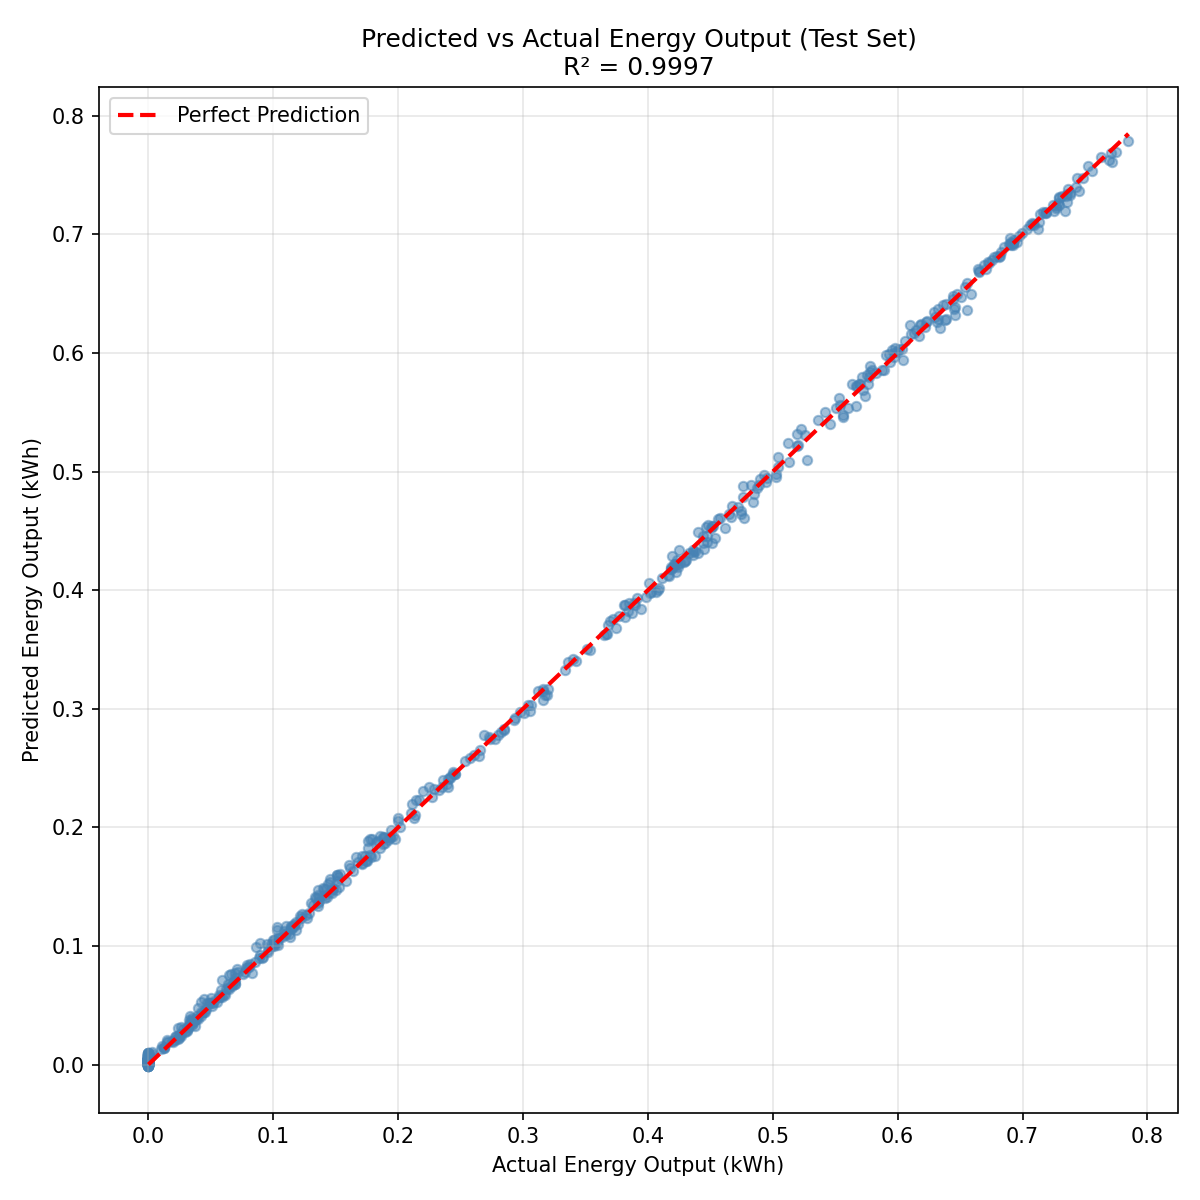 Predicted vs Actual Energy Output (Test Set)
R² = 0.9997
Perfect Prediction
Predicted Energy Output (kWh)
0.8
0.7
0.6
0.5
0.4
0.3
0.2
0.1
0.0
0.0 0.1 0.2 0.3 0.4 0.5 0.6 0.7 0.8
Actual Energy Output (kWh)